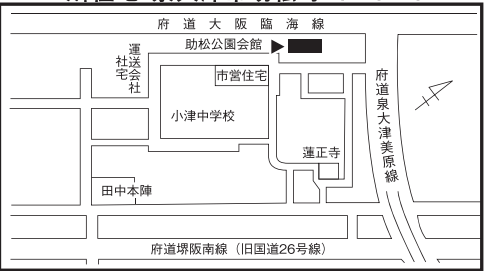 府道大阪臨海線
助松公園会館
運送会社
社宅
市営住宅
小津中学校
府道泉大津美原線
蓮正寺
田中本陣
府道堺阪南線（旧国道26号線）